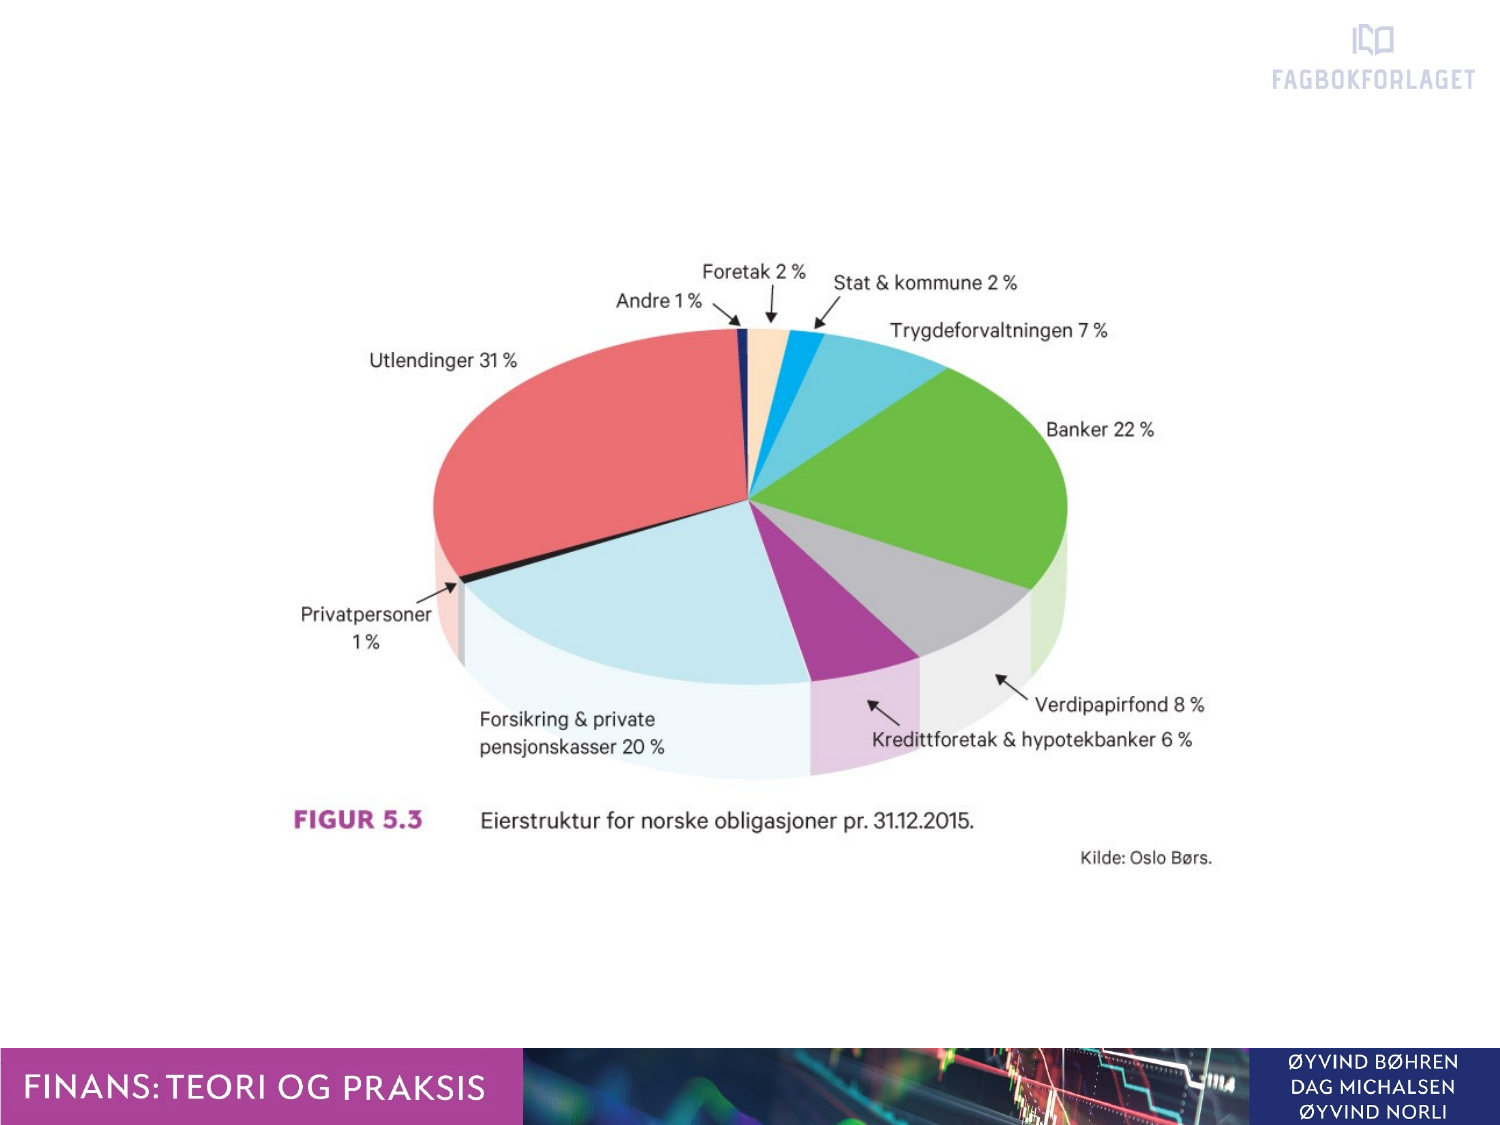 FAGBOKFORLAGET
Foretak 2 %
Stat & kommune 2 %
Andre 1 %
Trygdeforvaltningen 7 %
Utlendinger 31 %
Banker 22 %
Privatpersoner
1 %
Verdipapirfond 8 %
Forsikring & private
pensjonskasser 20 %
Kredittforetak & hypotekbanker 6 %
FIGUR 5.3 Eierstruktur for norske obligasjoner pr. 31.12.2015.
Kilde: Oslo Børs.
FINANS: TEORI OG PRAKSIS
ØYVIND BØHREN
DAG MICHALSEN
ØYVIND NORLI